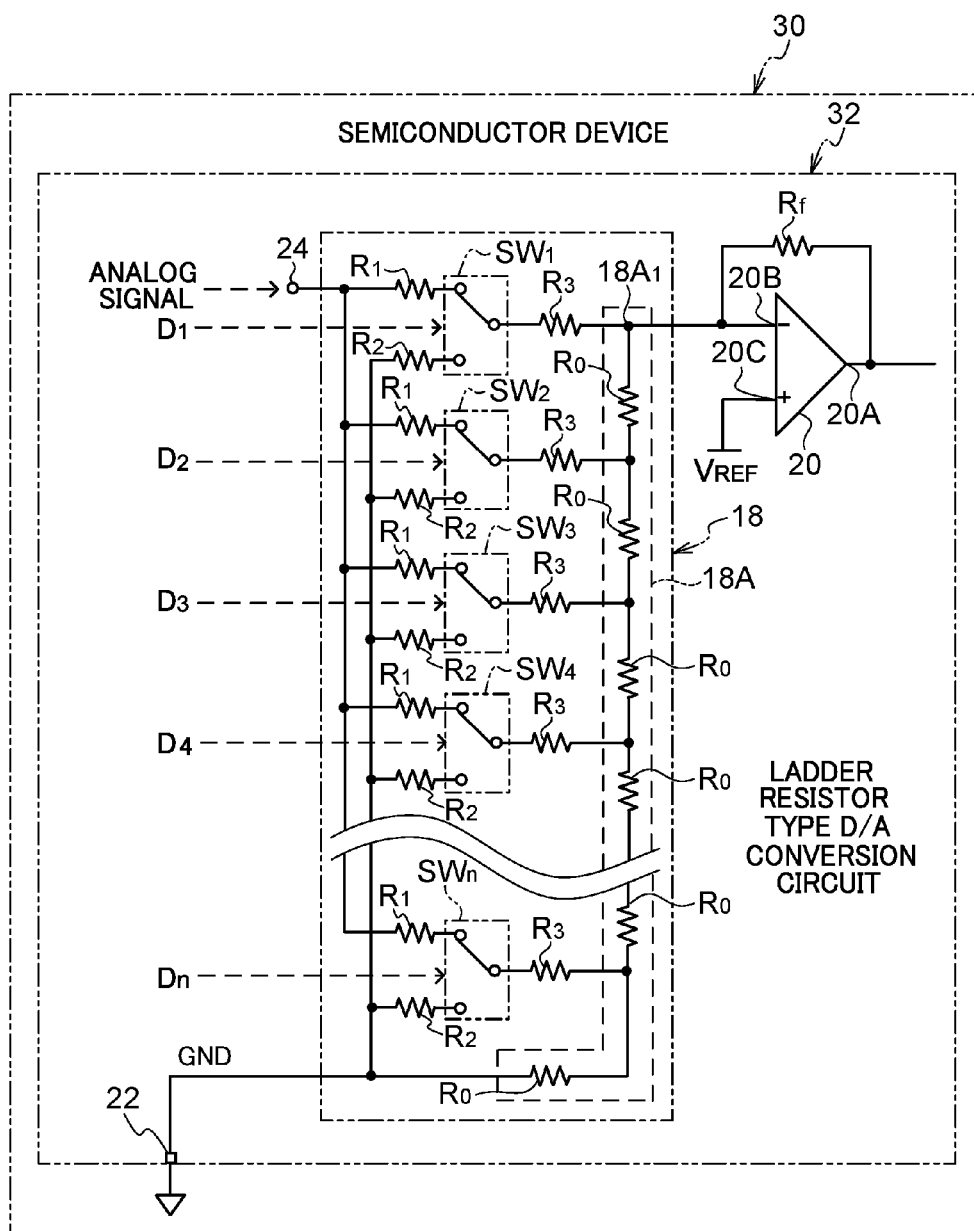 30
SEMICONDUCTOR DEVICE
32
Rf
24
R1
SW1
R3
18A1
20B
ANALOG
SIGNAL
D1
R2
R0
20C
20A
R1
SW2
R3
20
VREF
D2
R0
R2
SW3
18
R1
R3
18A
D3
R2
SW4
R0
R1
R3
D4
R0
R2
LADDER
RESISTOR
TYPE D/A
CONVERSION
CIRCUIT
SWn
R1
R0
R3
Dn
R2
GND
R0
22